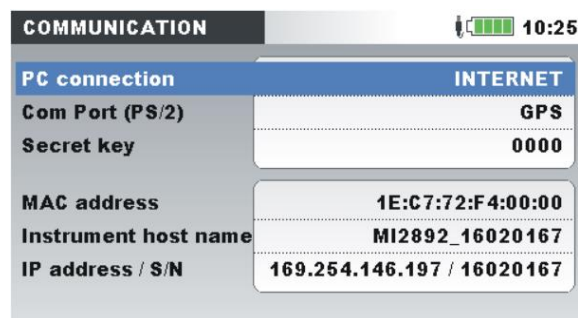 COMMUNICATION 10:25
PC connection INTERNET
Com Port (PS/2) GPS
Secret key 0000
MAC address 1E:C7:72:F4:00:00
Instrument host name MI2892_16020167
IP address / S/N 169.254.146.197 / 16020167